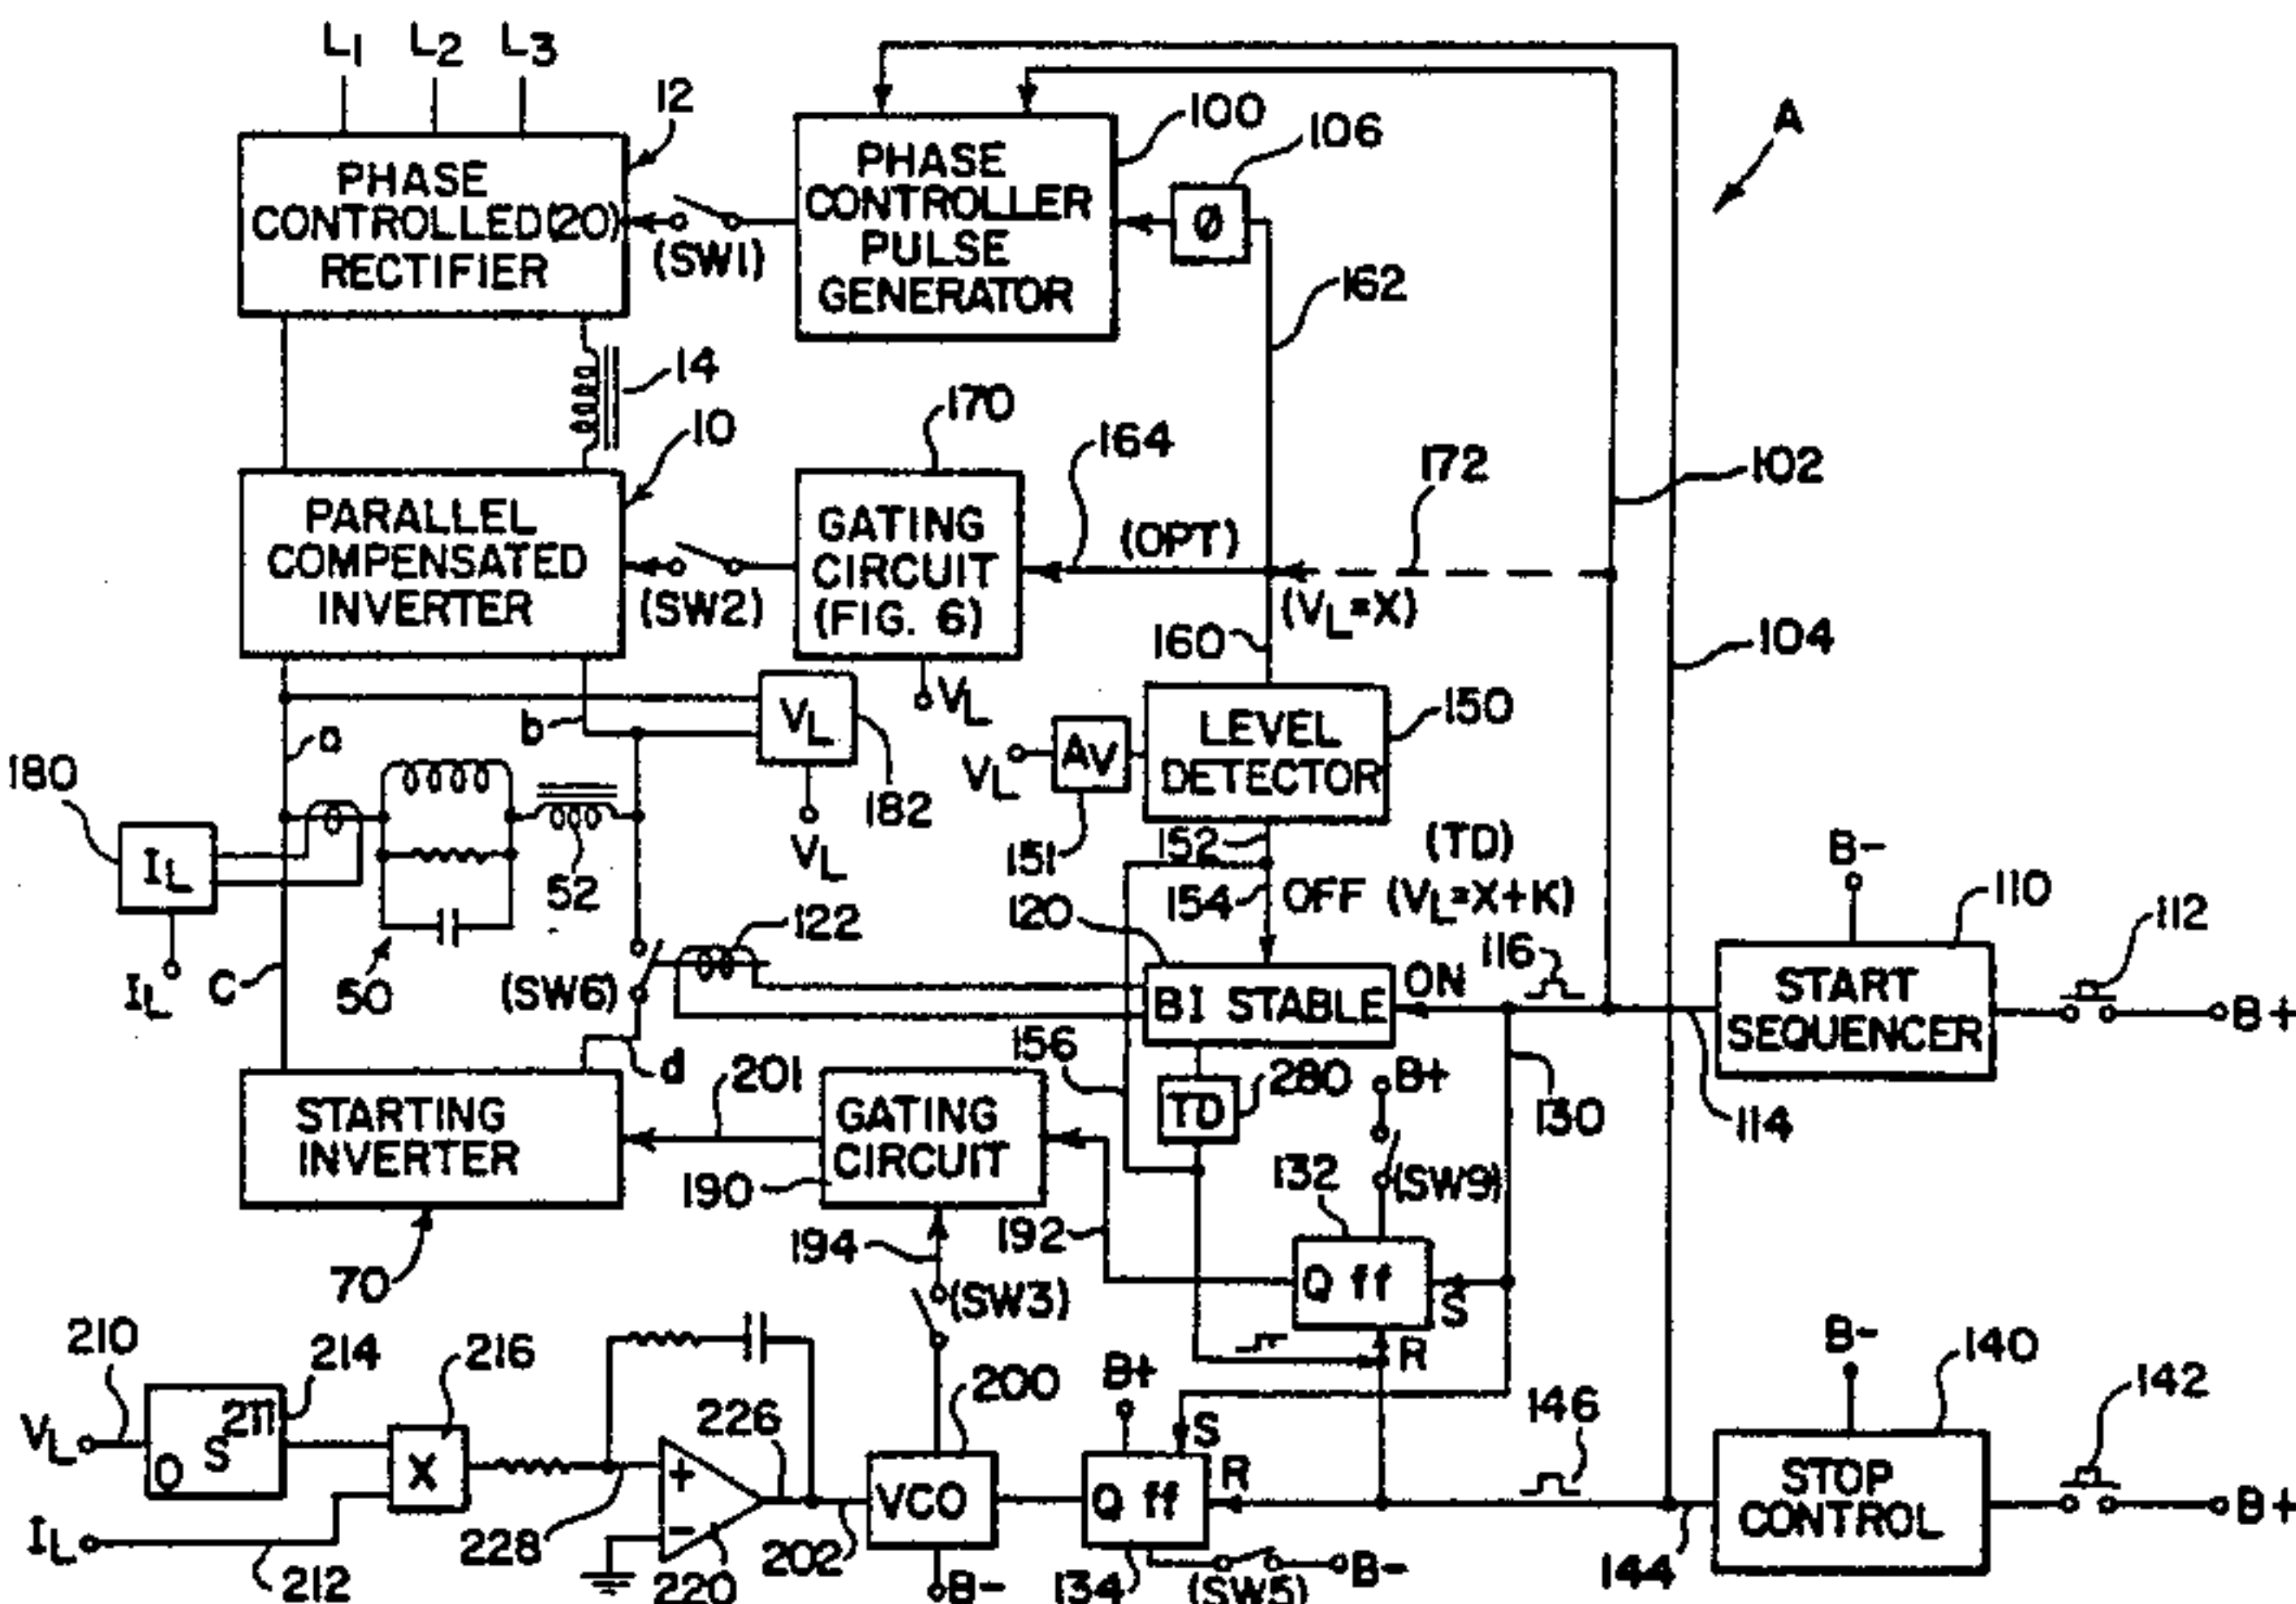 L1 L2 L3
12
PHASE
CONTROLLED(20)
RECTIFIER
(SW1)
PHASE
CONTROLLER
PULSE
GENERATOR
100
106
Ø
A
162
14
10
PARALLEL
COMPENSATED
INVERTER
(SW2)
170
GATING
CIRCUIT
(FIG. 6)
VL
164
(OPT)
172
(VL=X)
102
104
160
a
b
VL
182
VL
VL
AV
151
LEVEL
DETECTOR
150
152
154
(TD)
OFF (VL=X+K)
180
IL
IL
52
50
C
122
(SW6)
d
120
BI STABLE
ON
116
B-
110
START
SEQUENCER
112
B+
114
130
156
TD
280
B+
(SW9)
STARTING
INVERTER
70
201
GATING
CIRCUIT
190
194
192
(SW3)
132
Q ff
S
R
210
VL
0 S 2π
214
216
X
IL
212
228
+
-
220
226
202
VCO
200
B-
B+
S
Q ff
R
134
(SW5)
B-
146
B-
140
STOP
CONTROL
142
B+
144